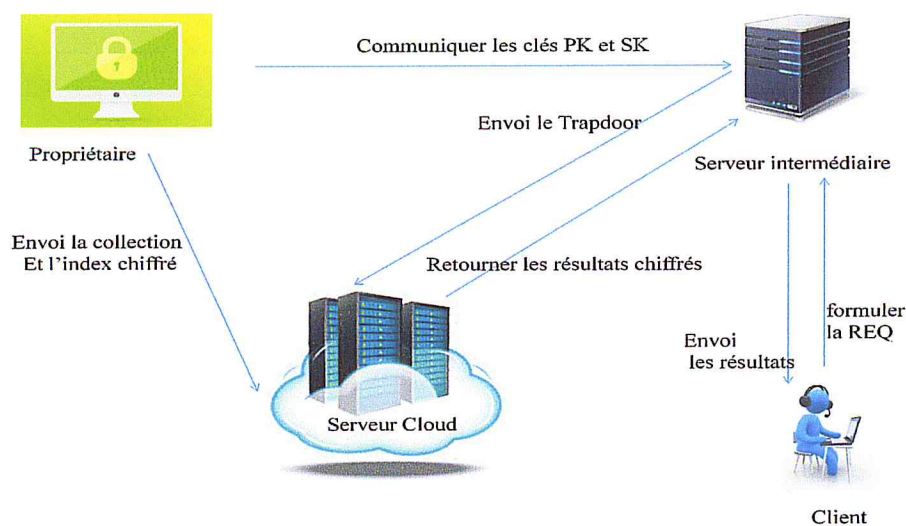 Communiquer les clés PK et SK
Envoi le Trapdoor
Propriétaire
Serveur intermédiaire
Envoi la collection
Et l'index chiffré
Retourner les résultats chiffrés
formuler
la REQ
Envoi
les résultats
Serveur Cloud
Client